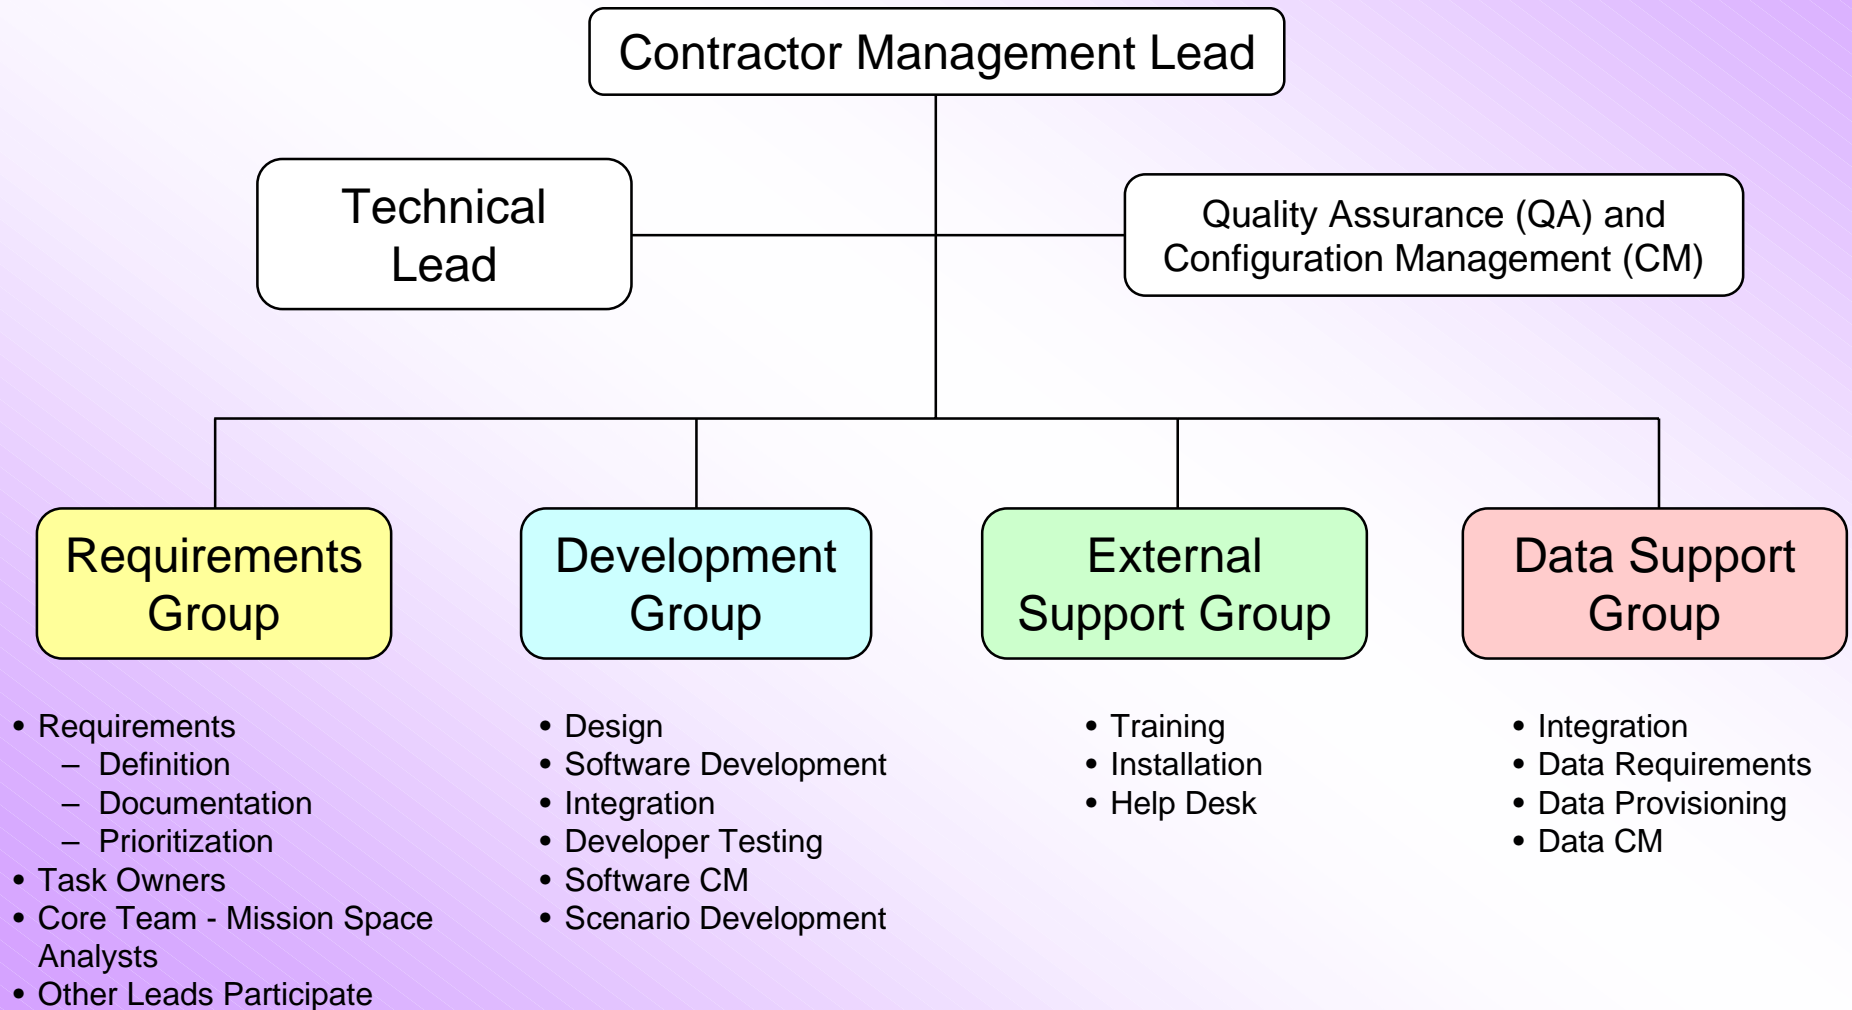 Contractor Management Lead
Technical
Lead
Quality Assurance (QA) and
Configuration Management (CM)
Requirements
Group
Development
Group
External
Support Group
Data Support
Group
• Requirements
– Definition
– Documentation
– Prioritization
• Task Owners
• Core Team - Mission Space
Analysts
• Other Leads Participate
• Design
• Software Development
• Integration
• Developer Testing
• Software CM
• Scenario Development
• Training
• Installation
• Help Desk
• Integration
• Data Requirements
• Data Provisioning
• Data CM